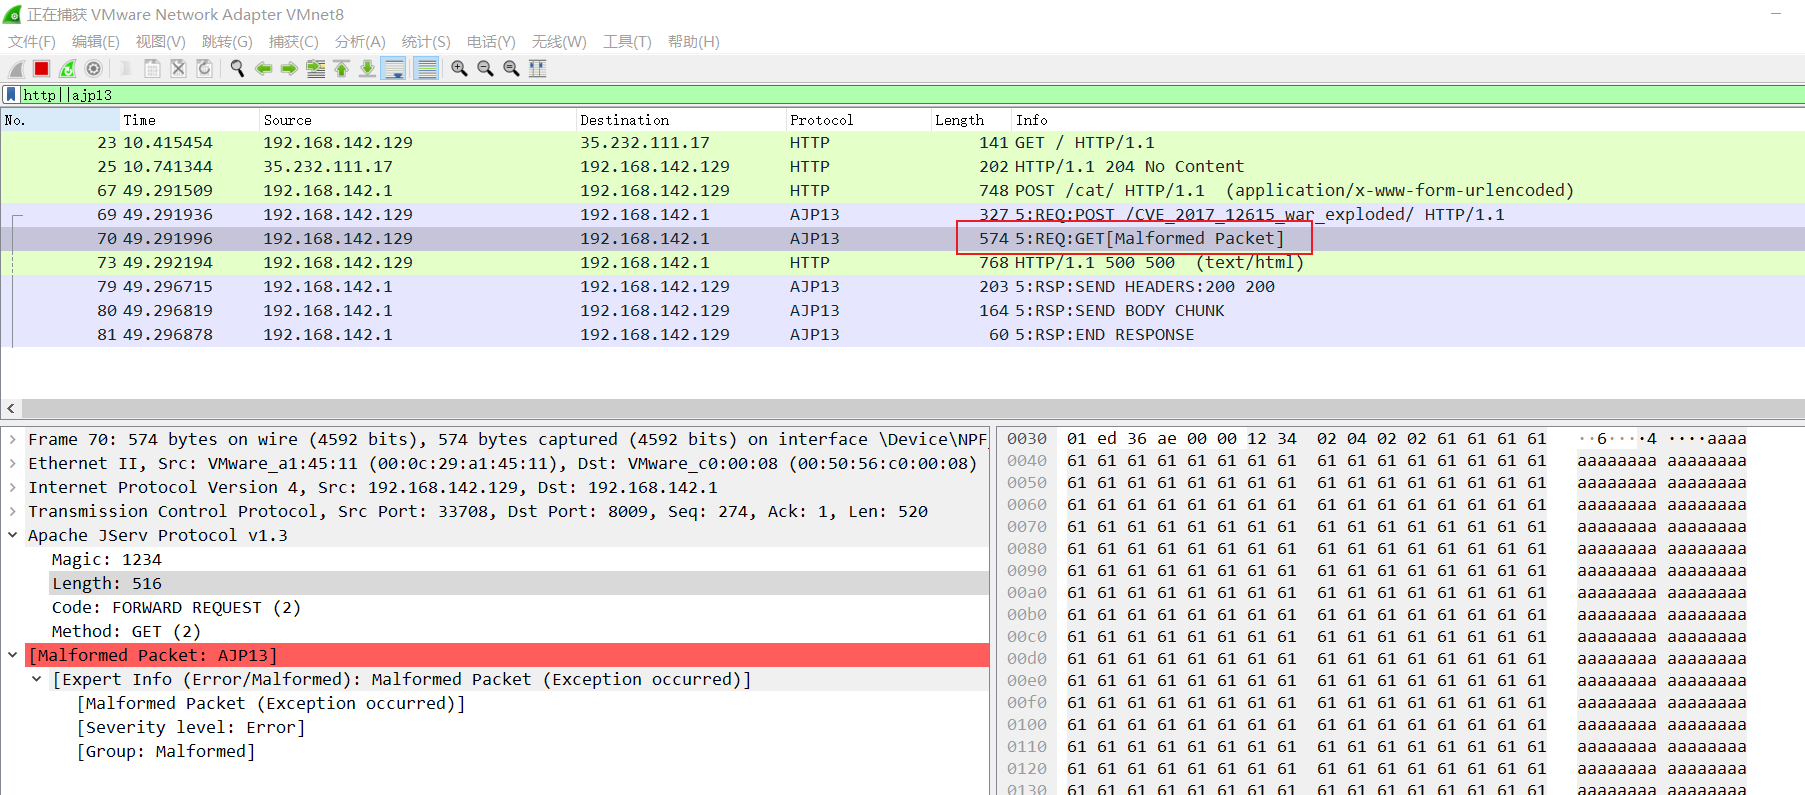 正在捕获 VMware Network Adapter VMnet8
文件(F) 编辑(E) 视图(V) 跳转(G) 捕获(C) 分析(A) 统计(S) 电话(Y) 无线(W) 工具(T) 帮助(H)
http||ajp13
No. Time Source Destination Protocol Length Info
23 10.415454 192.168.142.129 35.232.111.17 HTTP 141 GET / HTTP/1.1
25 10.741344 35.232.111.17 192.168.142.129 HTTP 202 HTTP/1.1 204 No Content
67 49.291509 192.168.142.1 192.168.142.129 HTTP 748 POST /cat/ HTTP/1.1 (application/x-www-form-urlencoded)
69 49.291936 192.168.142.129 192.168.142.1 AJP13 327 5:REQ:POST /CVE_2017_12615_war_exploded/ HTTP/1.1
70 49.291996 192.168.142.129 192.168.142.1 AJP13 574 5:REQ:GET[Malformed Packet]
73 49.292194 192.168.142.129 192.168.142.1 HTTP 768 HTTP/1.1 500 500 (text/html)
79 49.296715 192.168.142.1 192.168.142.129 AJP13 203 5:RSP:SEND HEADERS:200 200
80 49.296819 192.168.142.1 192.168.142.129 AJP13 164 5:RSP:SEND BODY CHUNK
81 49.296878 192.168.142.1 192.168.142.129 AJP13 60 5:RSP:END RESPONSE
Frame 70: 574 bytes on wire (4592 bits), 574 bytes captured (4592 bits) on interface \Device\NPF_
Ethernet II, Src: VMware_a1:45:11 (00:0c:29:a1:45:11), Dst: VMware_c0:00:08 (00:50:56:c0:00:08)
Internet Protocol Version 4, Src: 192.168.142.129, Dst: 192.168.142.1
Transmission Control Protocol, Src Port: 33708, Dst Port: 8009, Seq: 274, Ack: 1, Len: 520
Apache JServ Protocol v1.3
Magic: 1234
Length: 516
Code: FORWARD REQUEST (2)
Method: GET (2)
[Malformed Packet: AJP13]
[Expert Info (Error/Malformed): Malformed Packet (Exception occurred)]
[Malformed Packet (Exception occurred)]
[Severity level: Error]
[Group: Malformed]
0030 01 ed 36 ae 00 00 12 34 02 04 02 02 61 61 61 61 ··6····4 ····aaaa
0040 61 61 61 61 61 61 61 61 61 61 61 61 61 61 61 61 aaaaaaaa aaaaaaaa
0050 61 61 61 61 61 61 61 61 61 61 61 61 61 61 61 61 aaaaaaaa aaaaaaaa
0060 61 61 61 61 61 61 61 61 61 61 61 61 61 61 61 61 aaaaaaaa aaaaaaaa
0070 61 61 61 61 61 61 61 61 61 61 61 61 61 61 61 61 aaaaaaaa aaaaaaaa
0080 61 61 61 61 61 61 61 61 61 61 61 61 61 61 61 61 aaaaaaaa aaaaaaaa
0090 61 61 61 61 61 61 61 61 61 61 61 61 61 61 61 61 aaaaaaaa aaaaaaaa
00a0 61 61 61 61 61 61 61 61 61 61 61 61 61 61 61 61 aaaaaaaa aaaaaaaa
00b0 61 61 61 61 61 61 61 61 61 61 61 61 61 61 61 61 aaaaaaaa aaaaaaaa
00c0 61 61 61 61 61 61 61 61 61 61 61 61 61 61 61 61 aaaaaaaa aaaaaaaa
00d0 61 61 61 61 61 61 61 61 61 61 61 61 61 61 61 61 aaaaaaaa aaaaaaaa
00e0 61 61 61 61 61 61 61 61 61 61 61 61 61 61 61 61 aaaaaaaa aaaaaaaa
00f0 61 61 61 61 61 61 61 61 61 61 61 61 61 61 61 61 aaaaaaaa aaaaaaaa
0100 61 61 61 61 61 61 61 61 61 61 61 61 61 61 61 61 aaaaaaaa aaaaaaaa
0110 61 61 61 61 61 61 61 61 61 61 61 61 61 61 61 61 aaaaaaaa aaaaaaaa
0120 61 61 61 61 61 61 61 61 61 61 61 61 61 61 61 61 aaaaaaaa aaaaaaaa
0130 61 61 61 61 61 61 61 61 61 61 61 61 61 61 61 61 aaaaaaaa aaaaaaaa